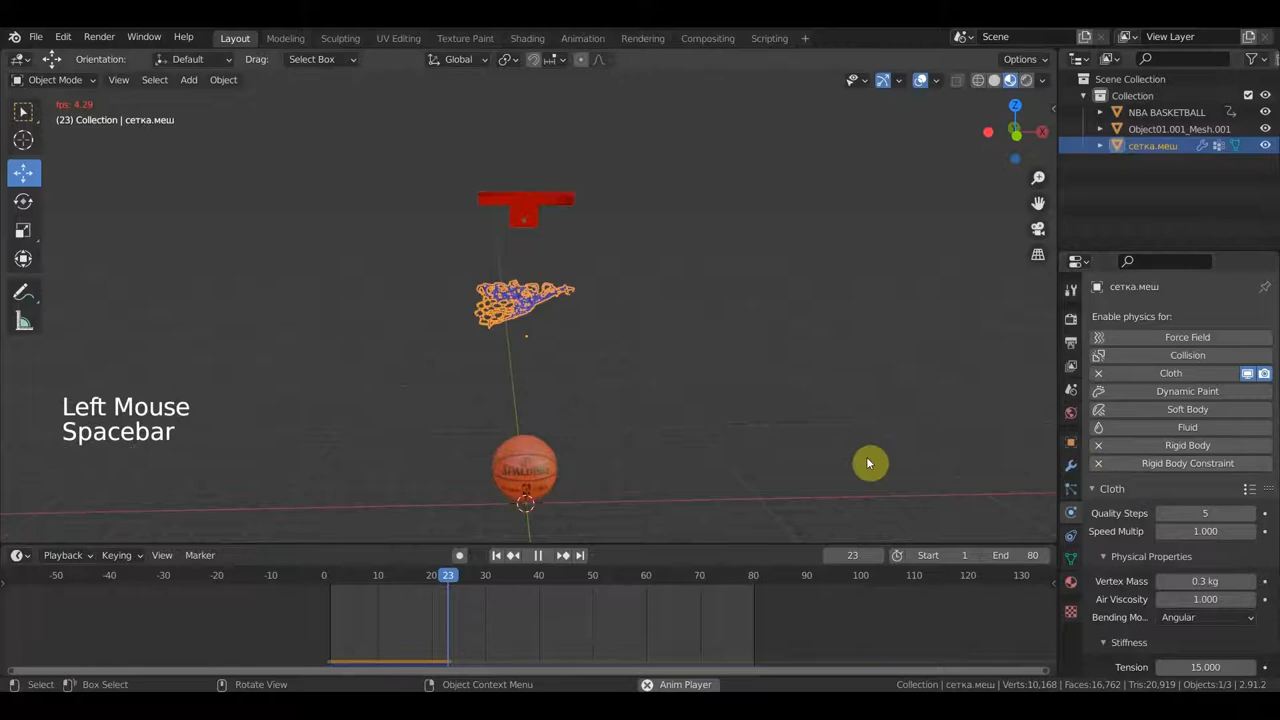 File Edit Render Window Help Layout Modeling Sculpting UV Editing Texture Paint Shading Animation Rendering Compositing Scripting + Scene View Layer
Orientation: Default Drag: Select Box Global Options
Object Mode View Select Add Object
Scene Collection
Collection
NBA BASKETBALL
Object01.001_Mesh.001
сетка.меш
fps: 4.29
(23) Collection | сетка.меш
Z
X
сетка.меш
Enable physics for:
Force Field
Collision
Cloth
Dynamic Paint
Soft Body
Fluid
Rigid Body
Rigid Body Constraint
Cloth
Quality Steps 5
Speed Multip 1.000
Physical Properties
Vertex Mass 0.3 kg
Air Viscosity 1.000
Bending Mo... Angular
Stiffness
Tension 15.000
Left Mouse
Spacebar
SPALDING
Playback Keying View Marker 23 Start 1 End 80
-50 -40 -30 -20 -10 0 10 20 23 30 40 50 60 70 80 90 100 110 120 130
Select Box Select Rotate View Object Context Menu Anim Player Collection | сетка.меш | Verts:10,168 | Faces:16,762 | Tris:20,919 | Objects:1/3 | 2.91.2